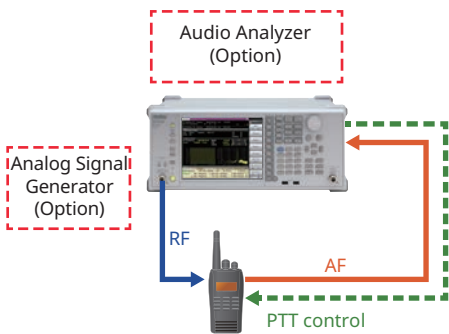 Audio Analyzer
(Option)
Analog Signal
Generator
(Option)
RF
AF
PTT control